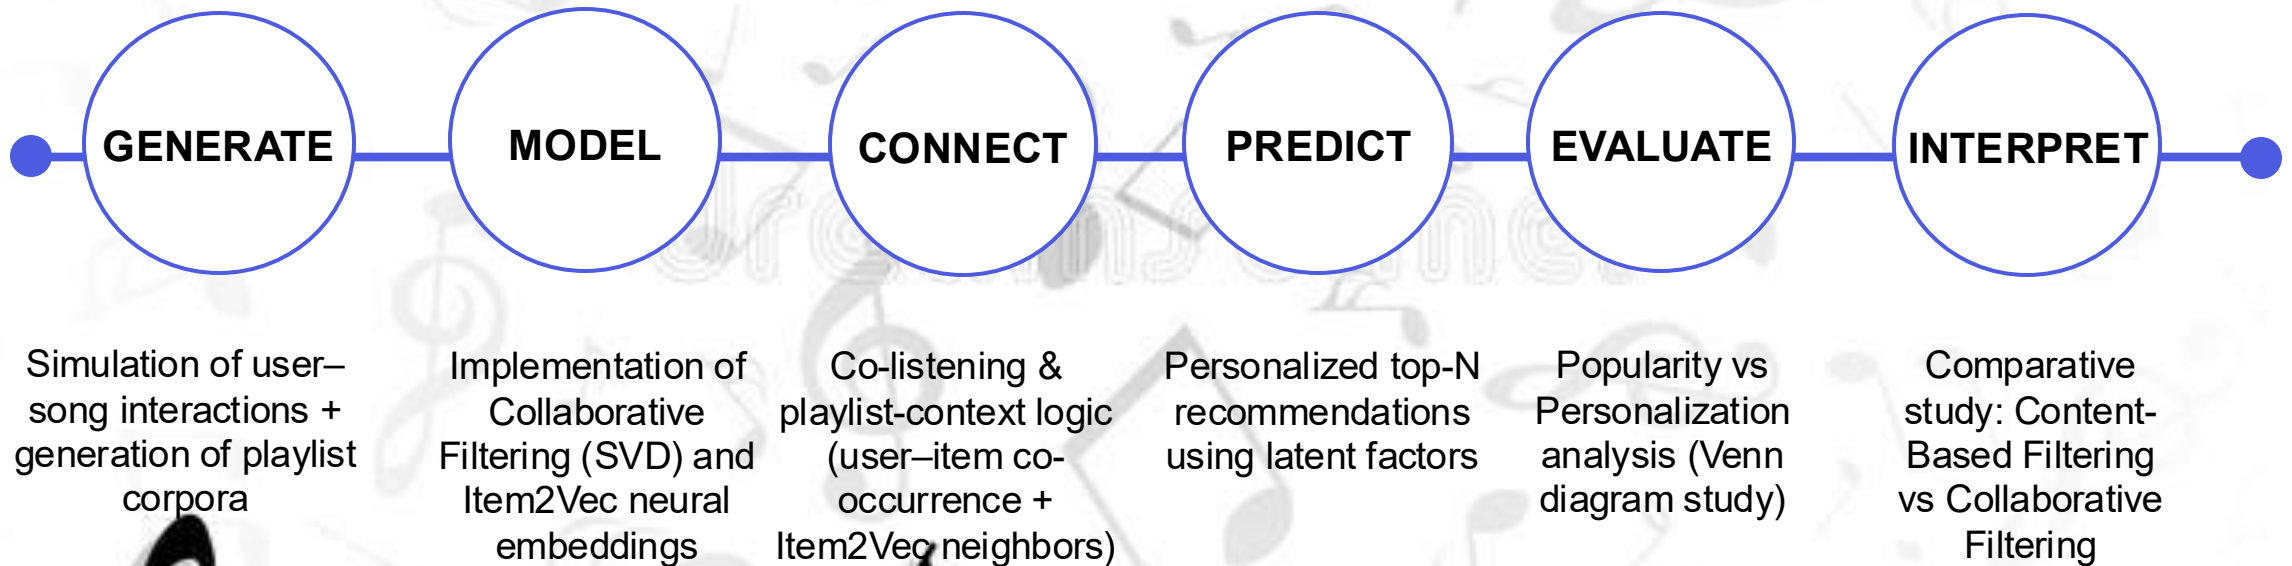 GENERATE
MODEL
CONNECT
PREDICT
EVALUATE
INTERPRET
Simulation of user–
song interactions +
generation of playlist
corpora
Implementation of
Collaborative
Filtering (SVD) and
Item2Vec neural
embeddings
Co-listening &
playlist-context logic
(user–item co-
occurrence +
Item2Vec neighbors)
Personalized top-N
recommendations
using latent factors
Popularity vs
Personalization
analysis (Venn
diagram study)
Comparative
study: Content-
Based Filtering
vs Collaborative
Filtering